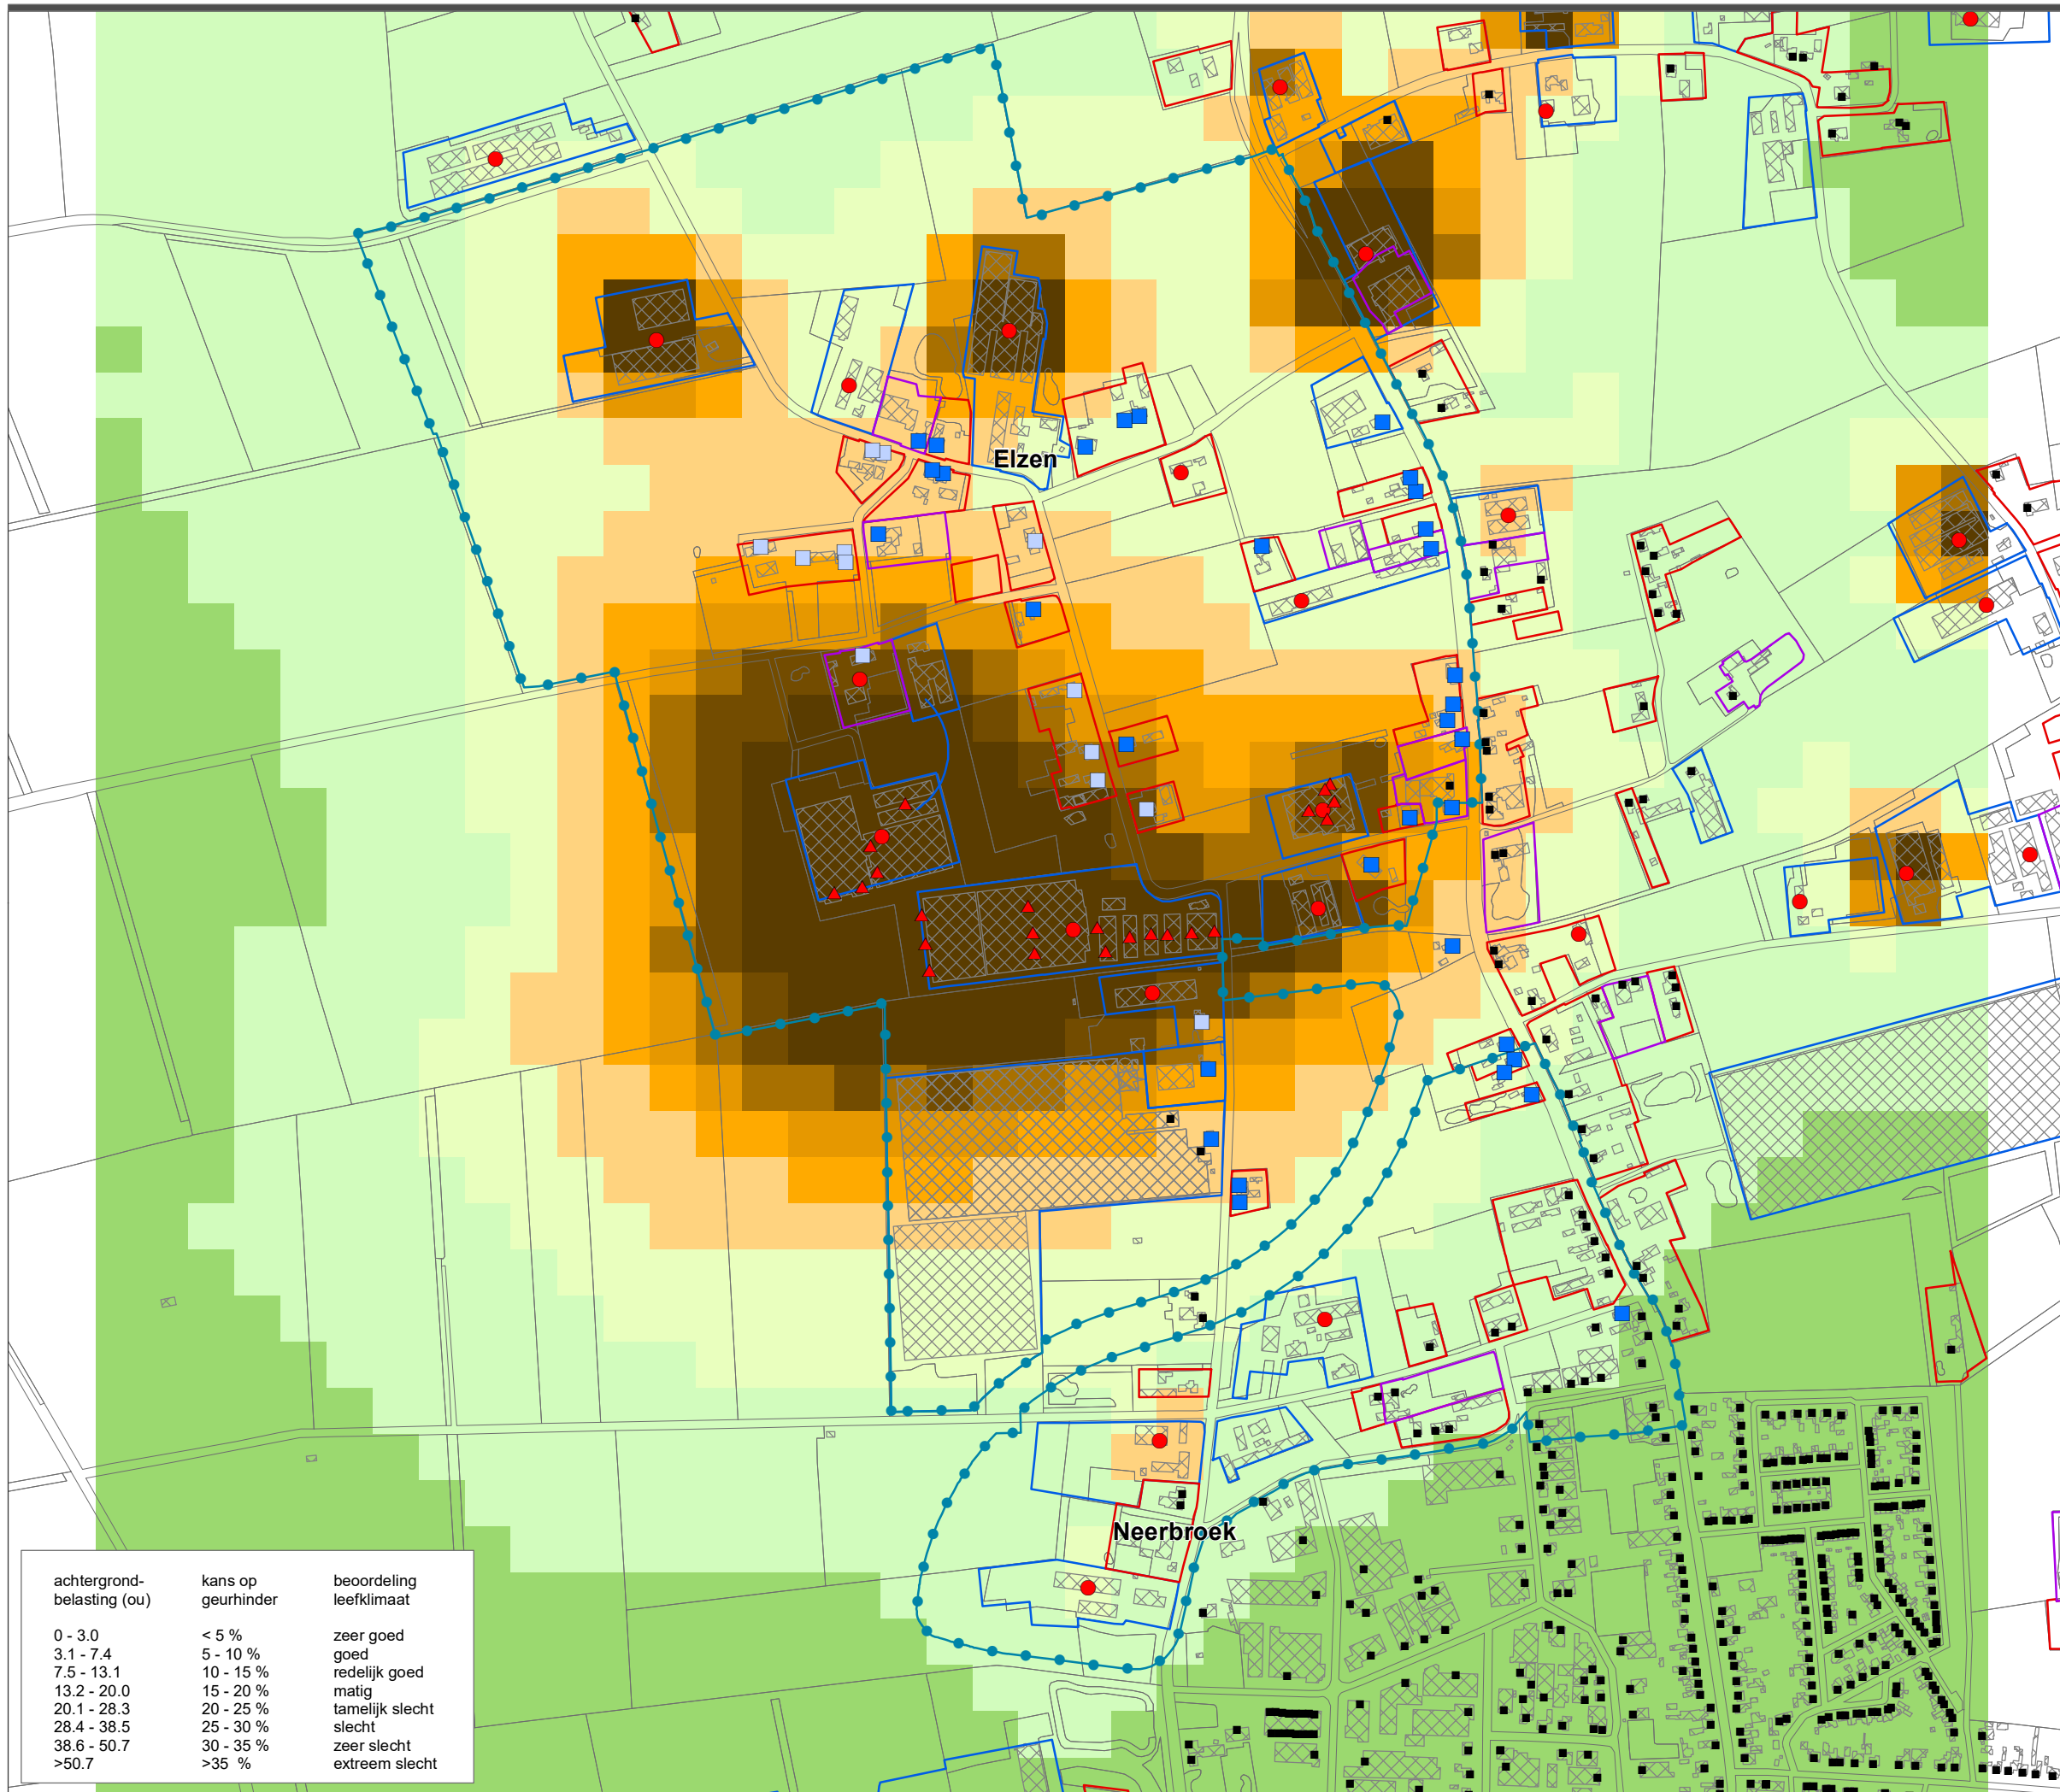 Elzen
Neerbroek
achtergrond- kans op beoordeling
belasting (ou) geurhinder leefklimaat
0 - 3.0 < 5 % zeer goed
3.1 - 7.4 5 - 10 % goed
7.5 - 13.1 10 - 15 % redelijk goed
13.2 - 20.0 15 - 20 % matig
20.1 - 28.3 20 - 25 % tamelijk slecht
28.4 - 38.5 25 - 30 % slecht
38.6 - 50.7 30 - 35 % zeer slecht
>50.7 >35 % extreem slecht